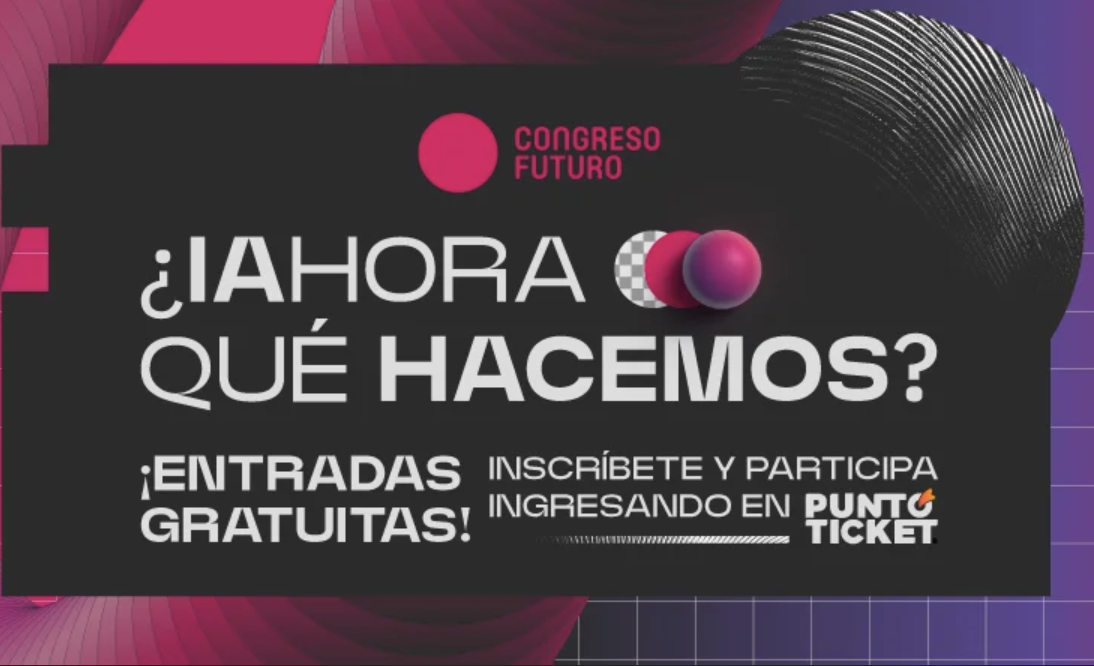 CONGRESO
FUTURO
¿IAHORA
QUÉ HACEMOS?
¡ENTRADAS
GRATUITAS!
INSCRÍBETE Y PARTICIPA
INGRESANDO EN PUNTO
TICKET